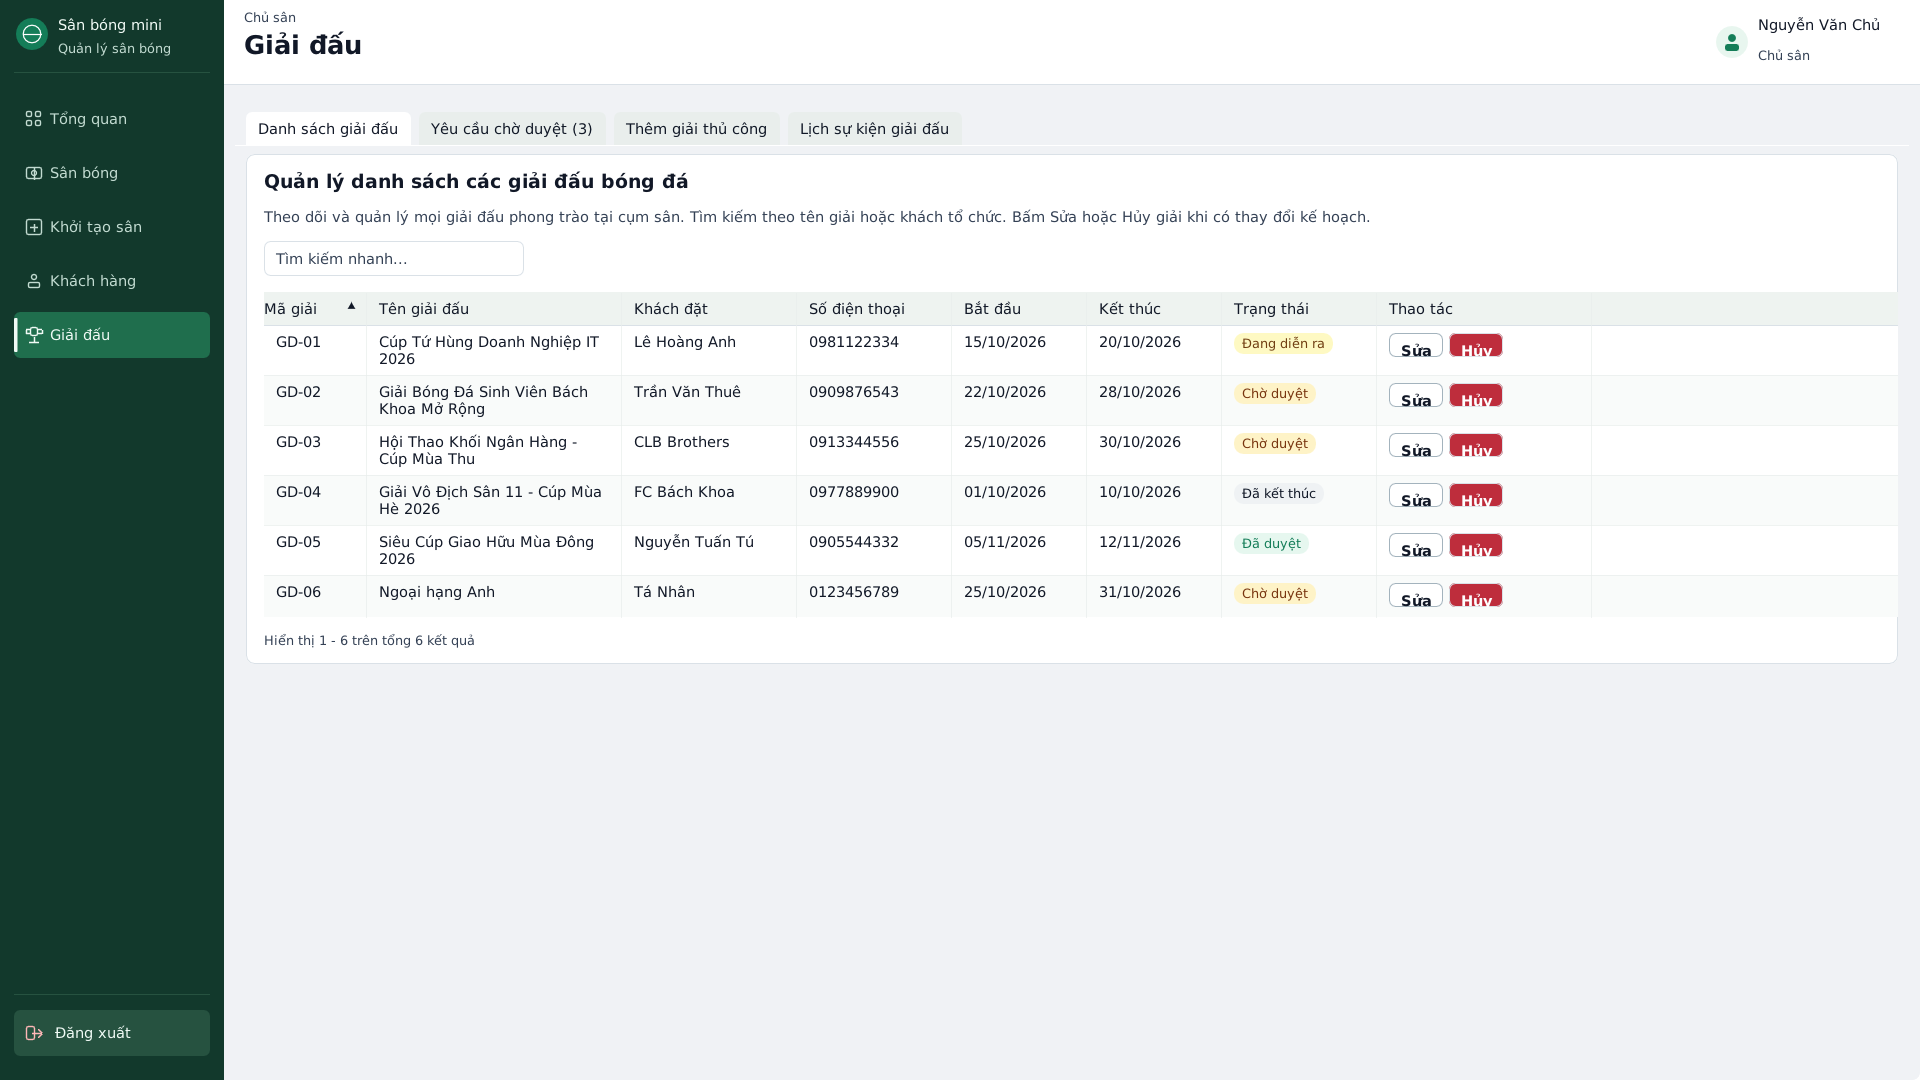 Sân bóng mini
Quản lý sân bóng
Tổng quan
Sân bóng
Khởi tạo sân
Khách hàng
Giải đấu
Đăng xuất
Chủ sân
Giải đấu
Nguyễn Văn Chủ
Chủ sân
Danh sách giải đấu Yêu cầu chờ duyệt (3) Thêm giải thủ công Lịch sự kiện giải đấu
Quản lý danh sách các giải đấu bóng đá
Theo dõi và quản lý mọi giải đấu phong trào tại cụm sân. Tìm kiếm theo tên giải hoặc khách tổ chức. Bấm Sửa hoặc Hủy giải khi có thay đổi kế hoạch.
Tìm kiếm nhanh...
Mã giải ▲ Tên giải đấu Khách đặt Số điện thoại Bắt đầu Kết thúc Trạng thái Thao tác
GD-01 Cúp Tứ Hùng Doanh Nghiệp IT Lê Hoàng Anh 0981122334 15/10/2026 20/10/2026 Đang diễn ra Sửa Hủy
2026
GD-02 Giải Bóng Đá Sinh Viên Bách Trần Văn Thuê 0909876543 22/10/2026 28/10/2026 Chờ duyệt Sửa Hủy
Khoa Mở Rộng
GD-03 Hội Thao Khối Ngân Hàng - CLB Brothers 0913344556 25/10/2026 30/10/2026 Chờ duyệt Sửa Hủy
Cúp Mùa Thu
GD-04 Giải Vô Địch Sân 11 - Cúp Mùa FC Bách Khoa 0977889900 01/10/2026 10/10/2026 Đã kết thúc Sửa Hủy
Hè 2026
GD-05 Siêu Cúp Giao Hữu Mùa Đông Nguyễn Tuấn Tú 0905544332 05/11/2026 12/11/2026 Đã duyệt Sửa Hủy
2026
GD-06 Ngoại hạng Anh Tá Nhân 0123456789 25/10/2026 31/10/2026 Chờ duyệt Sửa Hủy
Hiển thị 1 - 6 trên tổng 6 kết quả